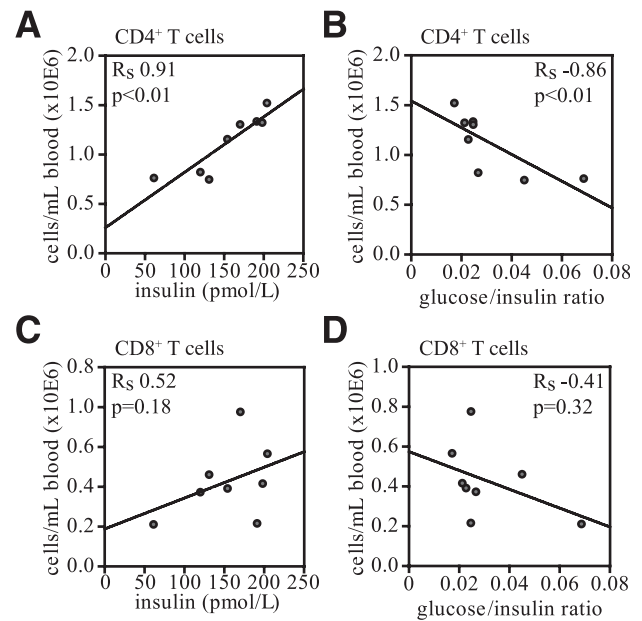 A
CD4⁺ T cells
cells/mL blood (x10E6)
2.0
1.5
1.0
0.5
0.0
Rs 0.91
p<0.01
0 50 100 150 200 250
insulin (pmol/L)
B
CD4⁺ T cells
cells/mL blood (x10E6)
2.0
1.5
1.0
0.5
0.0
Rs -0.86
p<0.01
0 0.02 0.04 0.06 0.08
glucose/insulin ratio
C
CD8⁺ T cells
cells/mL blood (x10E6)
0.8
1.0
0.6
0.4
0.2
0.0
Rs 0.52
p=0.18
0 50 100 150 200 250
insulin (pmol/L)
D
CD8⁺ T cells
cells/mL blood (x10E6)
1.0
0.8
0.6
0.4
0.2
0.0
Rs -0.41
p=0.32
0 0.02 0.04 0.06 0.08
glucose/insulin ratio